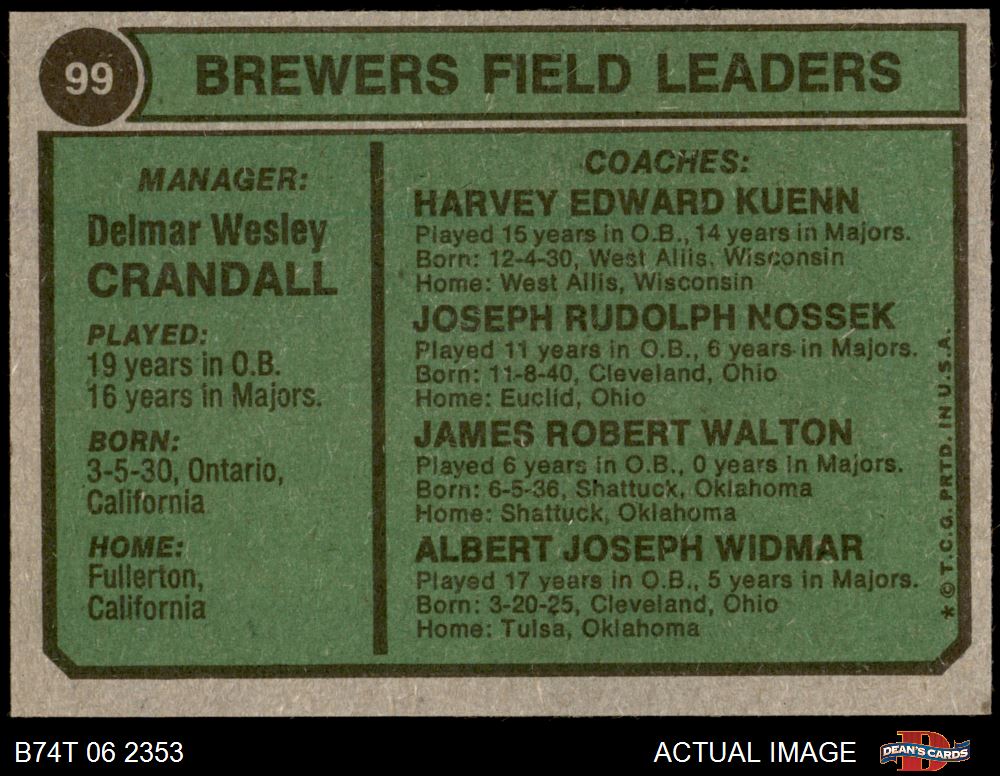 99
BREWERS FIELD LEADERS
MANAGER:
Delmar Wesley
CRANDALL
PLAYED:
19 years in O.B.
16 years in Majors.
BORN:
3-5-30, Ontario,
California
HOME:
Fullerton,
California
COACHES:
HARVEY EDWARD KUENN
Played 15 years in O.B., 14 years in Majors.
Born: 12-4-30, West Allis, Wisconsin
Home: West Allis, Wisconsin
JOSEPH RUDOLPH NOSSEK
Played 11 years in O.B., 6 years in Majors.
Born: 11-8-40, Cleveland, Ohio
Home: Euclid, Ohio
JAMES ROBERT WALTON
Played 6 years in O.B., 0 years in Majors.
Born: 6-5-36, Shattuck, Oklahoma
Home: Shattuck, Oklahoma
ALBERT JOSEPH WIDMAR
Played 17 years in O.B., 5 years in Majors.
Born: 3-20-25, Cleveland, Ohio
Home: Tulsa, Oklahoma
* © T.C.G. PRTD. IN U.S.A.
B74T 06 2353
ACTUAL IMAGE
D
DEAN'S CARDS